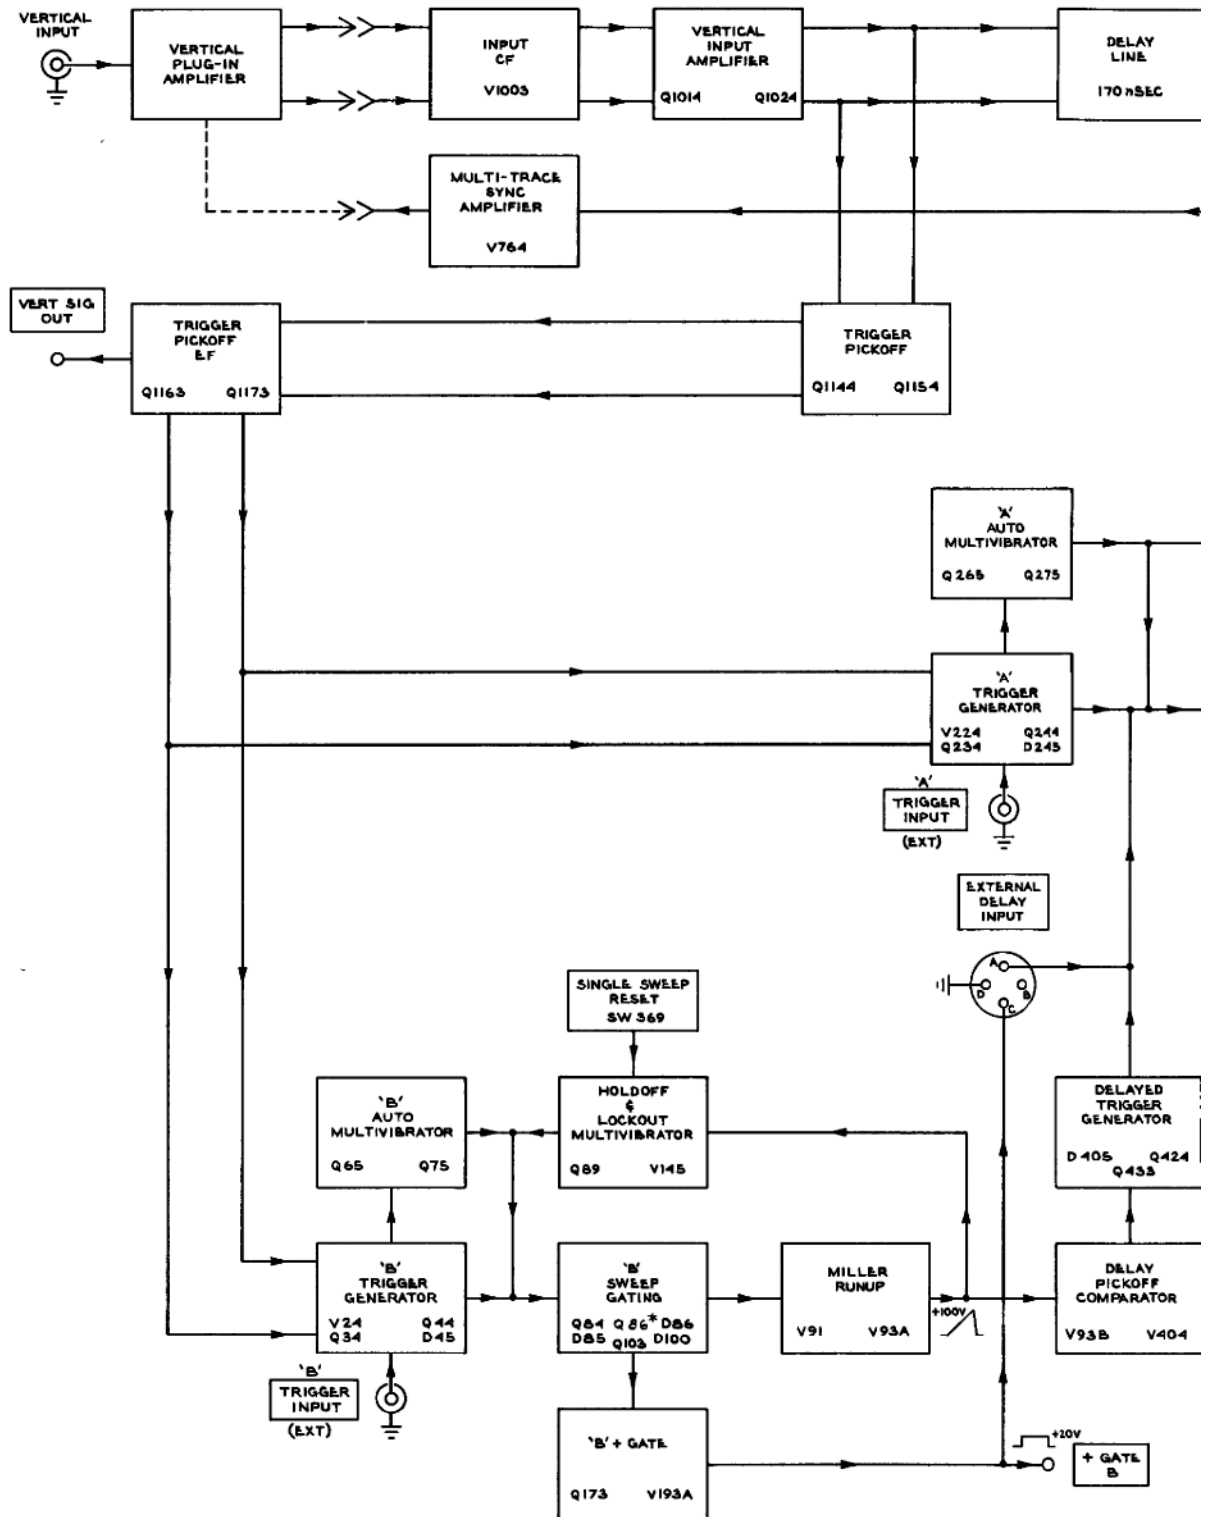 VERTICAL
INPUT
VERTICAL
PLUG-IN
AMPLIFIER
INPUT
CF
V1003
VERTICAL
INPUT
AMPLIFIER
Q1014 Q1024
DELAY
LINE
170 nSEC
MULTI-TRACE
SYNC
AMPLIFIER
V764
VERT SIG
OUT
TRIGGER
PICKOFF
EF
Q1163 Q1173
TRIGGER
PICKOFF
Q1144 Q1154
'A'
AUTO
MULTIVIBRATOR
Q265 Q275
'A'
TRIGGER
GENERATOR
V224 Q244
Q234 D245
'A'
TRIGGER
INPUT
(EXT)
EXTERNAL
DELAY
INPUT
A
D B
C
SINGLE SWEEP
RESET
SW 369
'B'
AUTO
MULTIVIBRATOR
Q65 Q75
HOLDOFF
&
LOCKOUT
MULTIVIBRATOR
Q89 V145
DELAYED
TRIGGER
GENERATOR
D405 Q424
Q433
'B'
TRIGGER
GENERATOR
V24 Q44
Q34 D45
'B'
SWEEP
GATING
Q84 Q86* D86
D85 Q103 D100
MILLER
RUNUP
V91 V93A
+100V
DELAY
PICKOFF
COMPARATOR
V93B V404
'B'
TRIGGER
INPUT
(EXT)
'B' + GATE
Q173 V193A
+20V
+ GATE
B